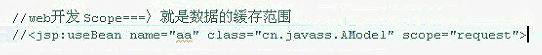 //web开发 Scope===〉就是数据的缓存范围
//<jsp:useBean name="aa" class="cn.javass.AModel" scope="request">